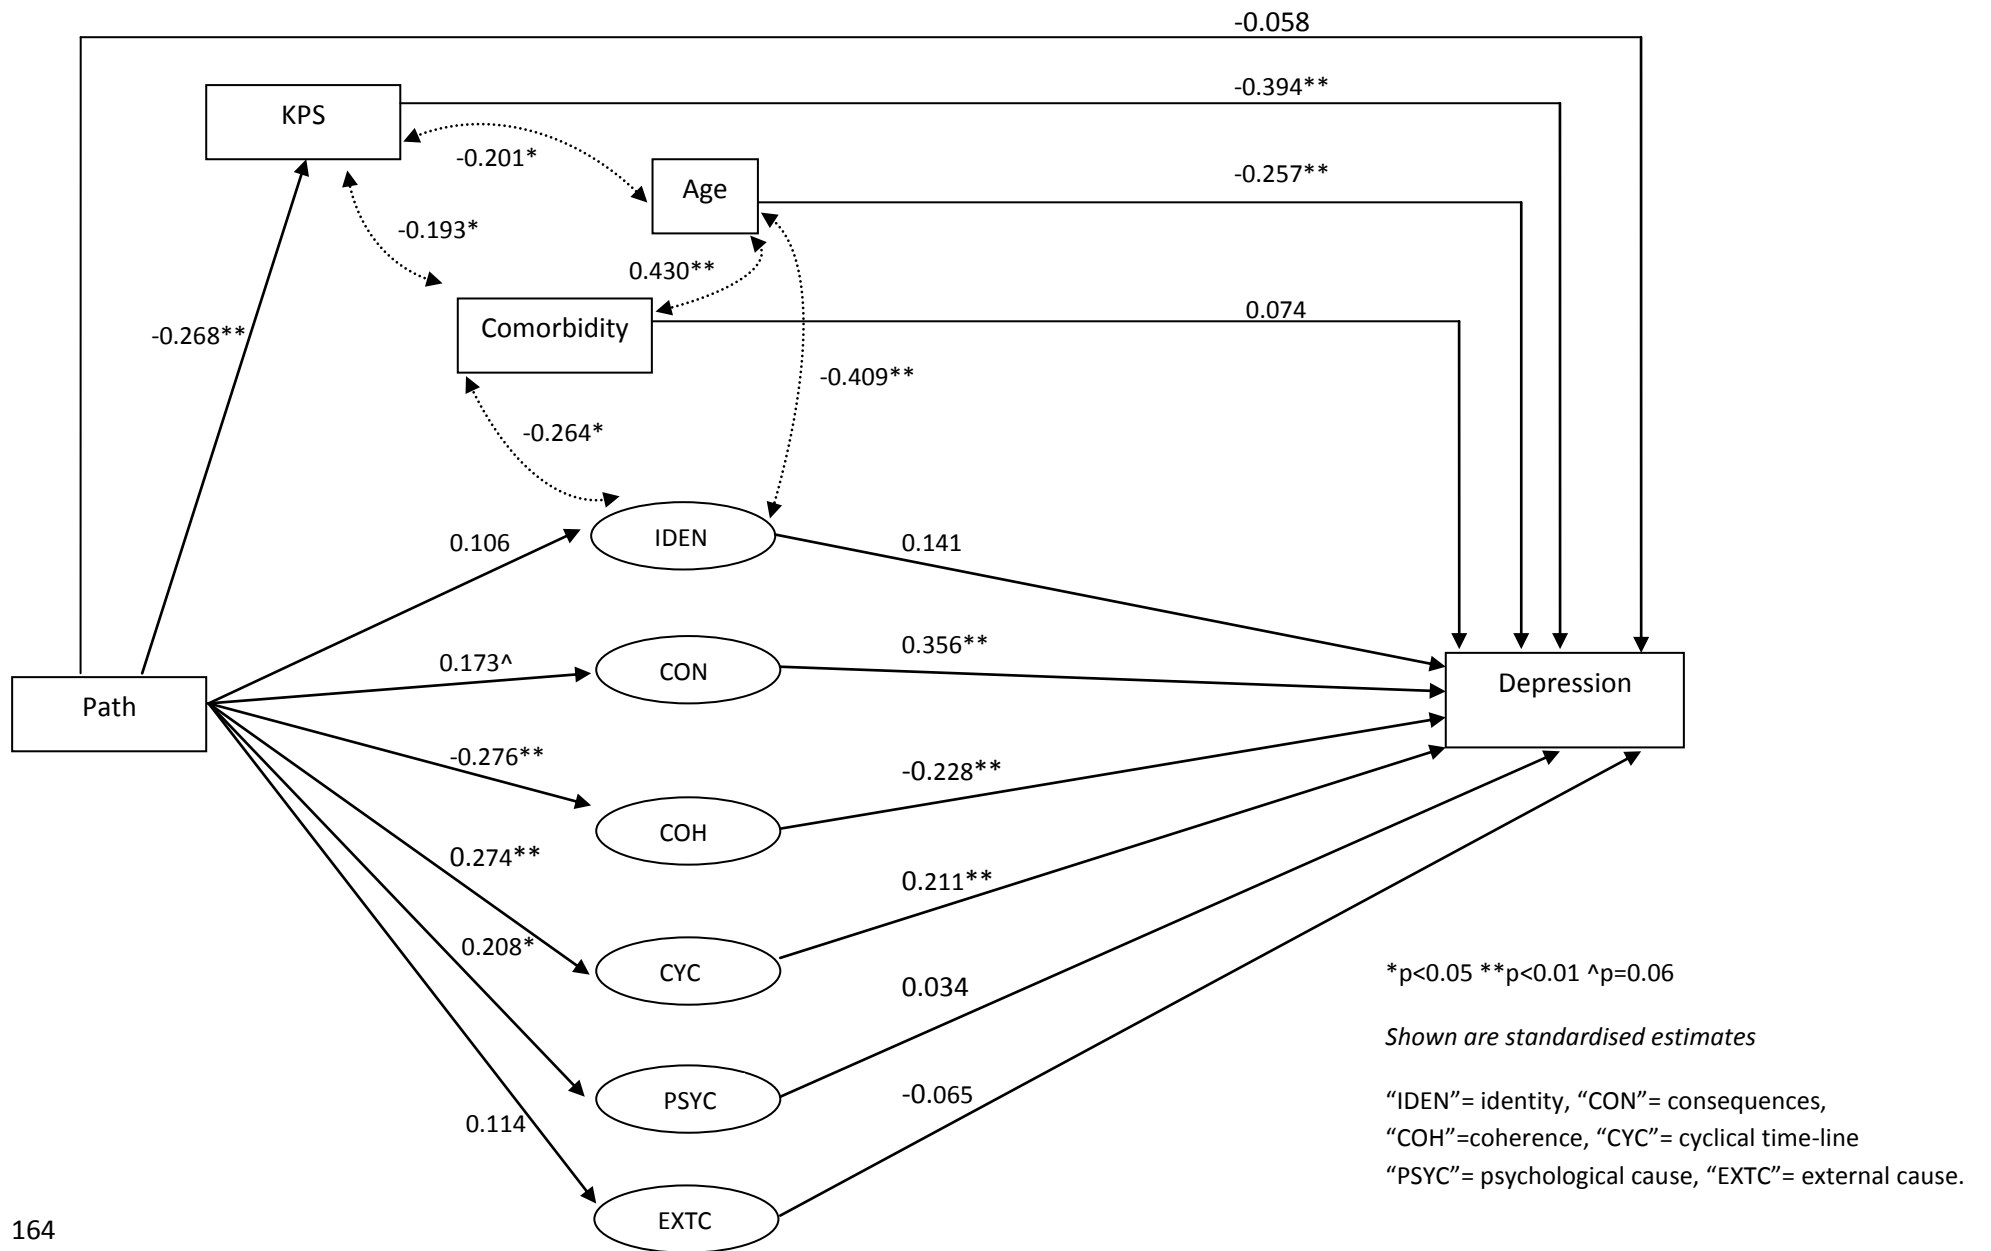 -0.058
KPS
-0.394**
-0.201*
Age
-0.257**
-0.193*
0.430**
Comorbidity
0.074
-0.268**
-0.409**
-0.264*
IDEN
0.106
0.141
CON
0.173^
0.356**
Path
Depression
-0.276**
-0.228**
COH
0.274**
0.211**
0.208*
CYC
0.034
*p<0.05 **p<0.01 ^p=0.06
Shown are standardised estimates
PSYC
-0.065
“IDEN”= identity, “CON”= consequences,
0.114
“COH”=coherence, “CYC”= cyclical time-line
“PSYC”= psychological cause, “EXTC”= external cause.
EXTC
164